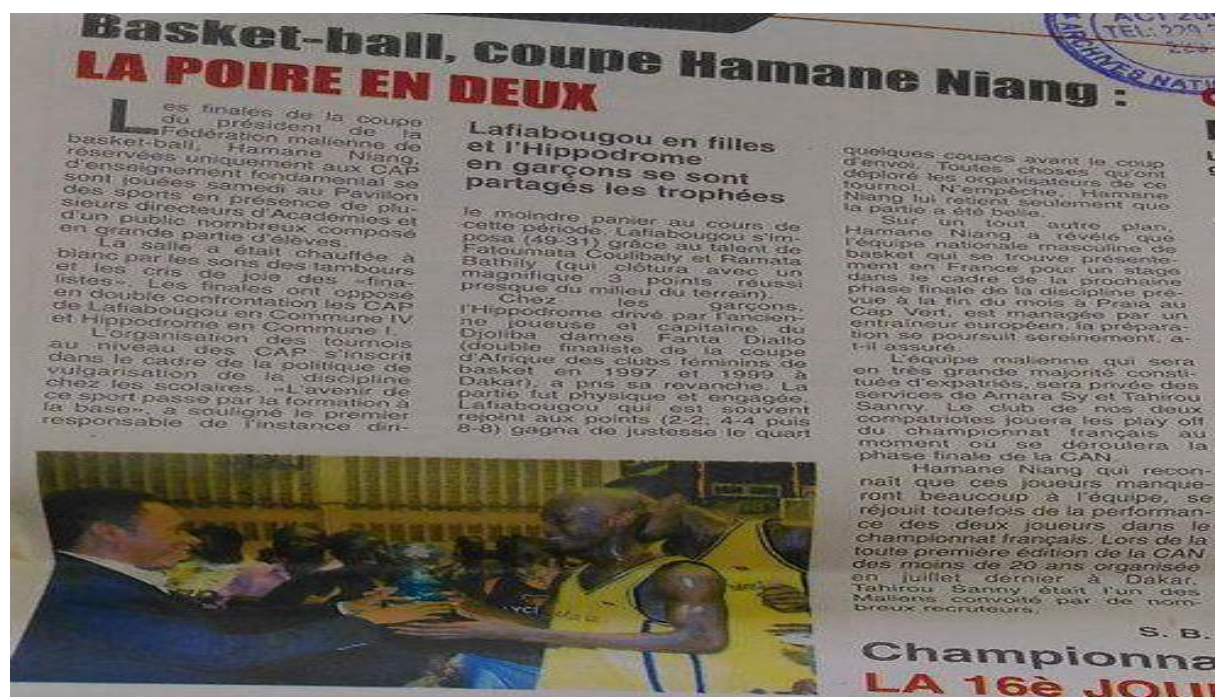 Basket-ball, coupe Hamane Niang :
LA POIRE EN DEUX
Les finales de la coupe
du président de la
Fédération malienne de
basket-ball, Hamane Niang,
réservées uniquement aux CAP
d'enseignement fondamental se
sont jouées samedi au Pavillon
des sports en présence de plu-
sieurs directeurs d'Académies et
d'un public nombreux composé
en grande partie d'élèves.
La salle a était chauffée à
blanc par les sons des tambours
et les cris de joie des «fina-
listes». Les finales ont opposé
en double confrontation les CAP
de Lafiabougou en Commune IV
et Hippodrome en Commune I.
L'organisation des tournois
au niveau des CAP s'inscrit
dans le cadre de la politique de
vulgarisation de la discipline
chez les scolaires. «L'avenir de
ce sport passe par la formation à
la base», a souligné le premier
responsable de l'instance diri-
Lafiabougou en filles
et l'Hippodrome
en garçons se sont
partagés les trophées
le moindre panier au cours de
cette période. Lafiabougou s'im-
posa (49-31) grâce au talent de
Fatoumata Coulibaly et Ramata
Bathily (qui clôtura avec un
magnifique 3 points réussi
presque du milieu du terrain).
Chez les garçons,
l'Hippodrome drivé par l'ancien-
ne joueuse et capitaine du
Djoliba dames Fanta Diallo
(double finaliste de la coupe
d'Afrique des clubs féminins de
basket en 1997 et 1999 à
Dakar), a pris sa revanche. La
partie fut physique et engagée.
Lafiabougou qui est souvent
rejoint aux points (2-2; 4-4 puis
8-8) gagna de justesse le quart
quelques couacs avant le coup
d'envoi. Toutes choses qu'ont
déploré les organisateurs de ce
tournoi. N'empêche, Hamane
Niang lui retient seulement que
la partie a été belle.
Sur un tout autre plan,
Hamane Niang a révélé que
l'équipe nationale masculine de
basket qui se trouve présente-
ment en France pour un stage
dans le cadre de la prochaine
phase finale de la discipline pré-
vue à la fin du mois à Praia au
Cap Vert, est managée par un
entraîneur européen, la prépara-
tion se poursuit sereinement, a-
t-il assuré.
L'équipe malienne qui sera
en très grande majorité consti-
tuée d'expatriés, sera privée des
services de Amara Sy et Tahirou
Sanny. Le club de nos deux
compatriotes jouera les play off
du championnat français au
moment où se déroulera la
phase finale de la CAN.
Hamane Niang qui recon-
naît que ces joueurs manque-
ront beaucoup à l'équipe, se
réjouit toutefois de la performan-
ce des deux joueurs dans le
championnat français. Lors de la
toute première édition de la CAN
des moins de 20 ans organisée
en juillet dernier à Dakar,
Tahirou Sanny était l'un des
Maliens convoité par de nom-
breux recruteurs.
S. B.
Championna
LA 16è JOU